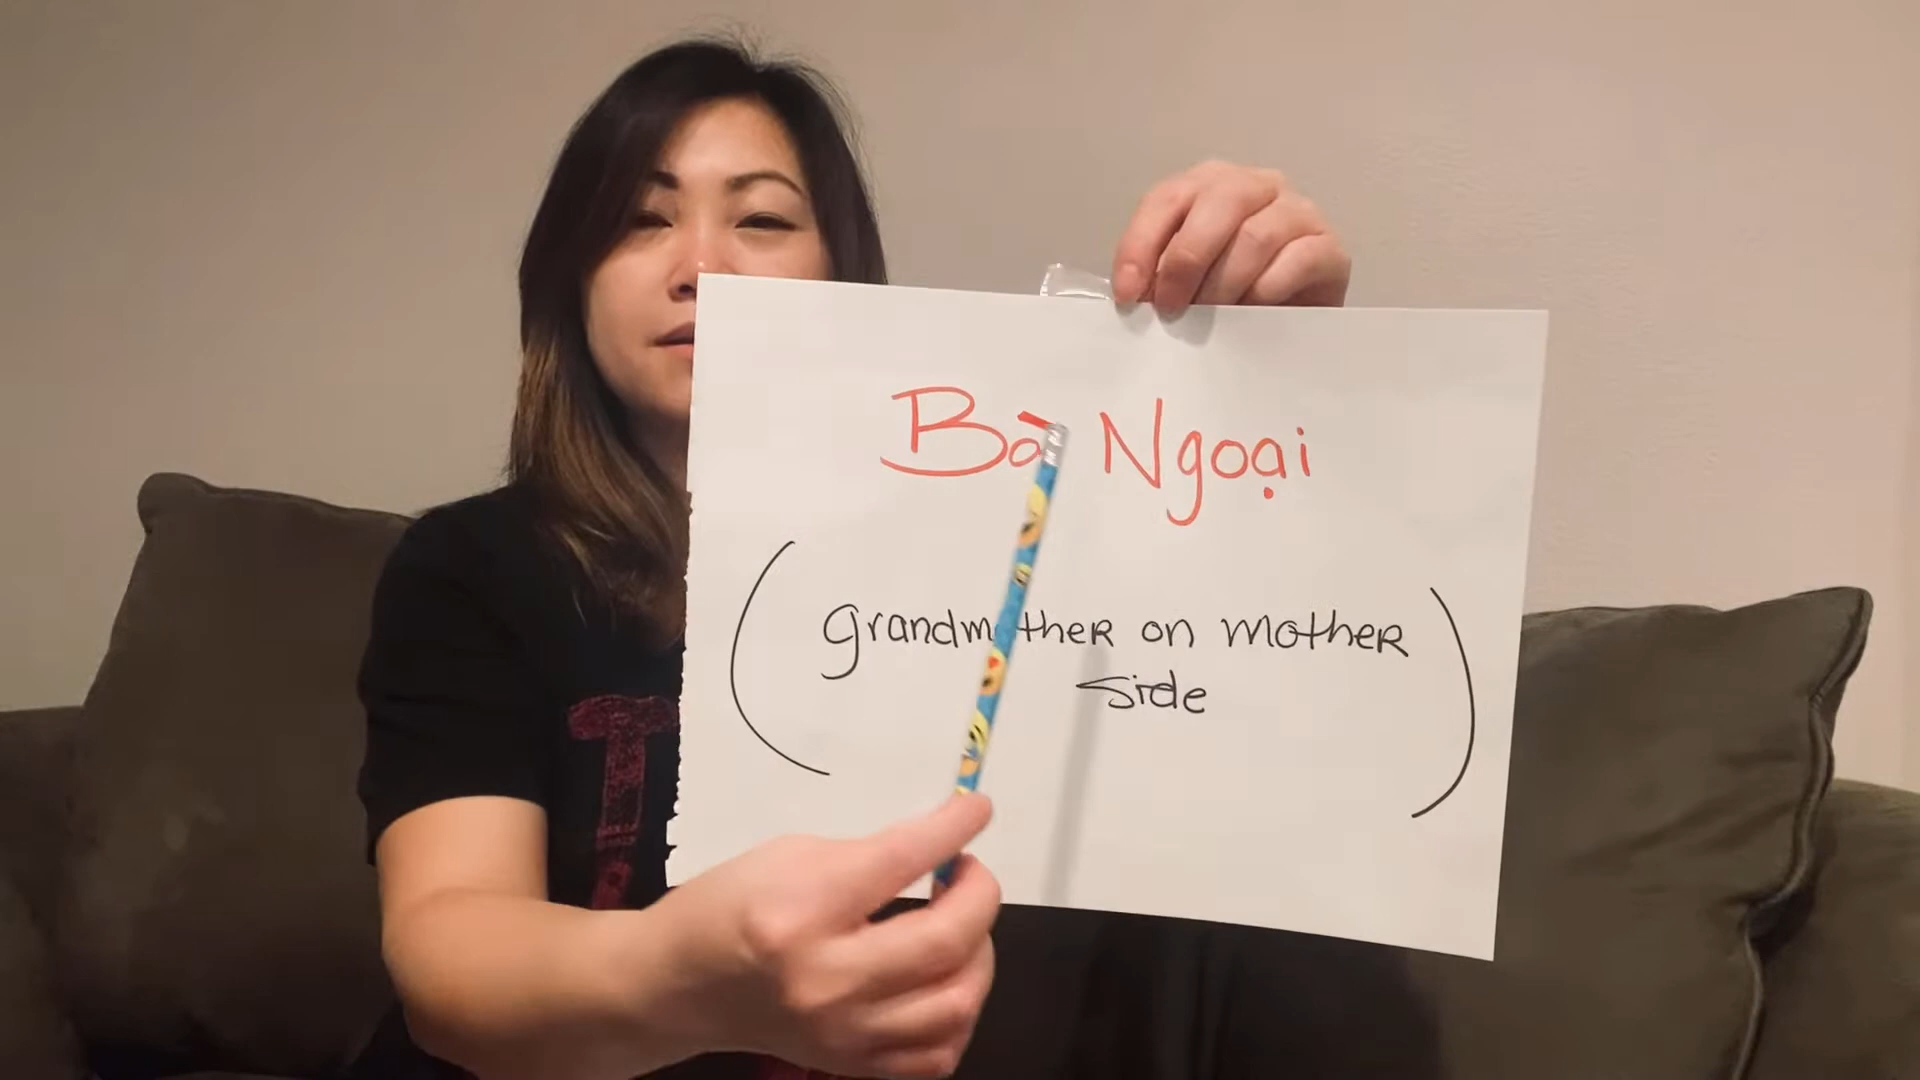 Bà Ngoại
(grandmother on mother
side)